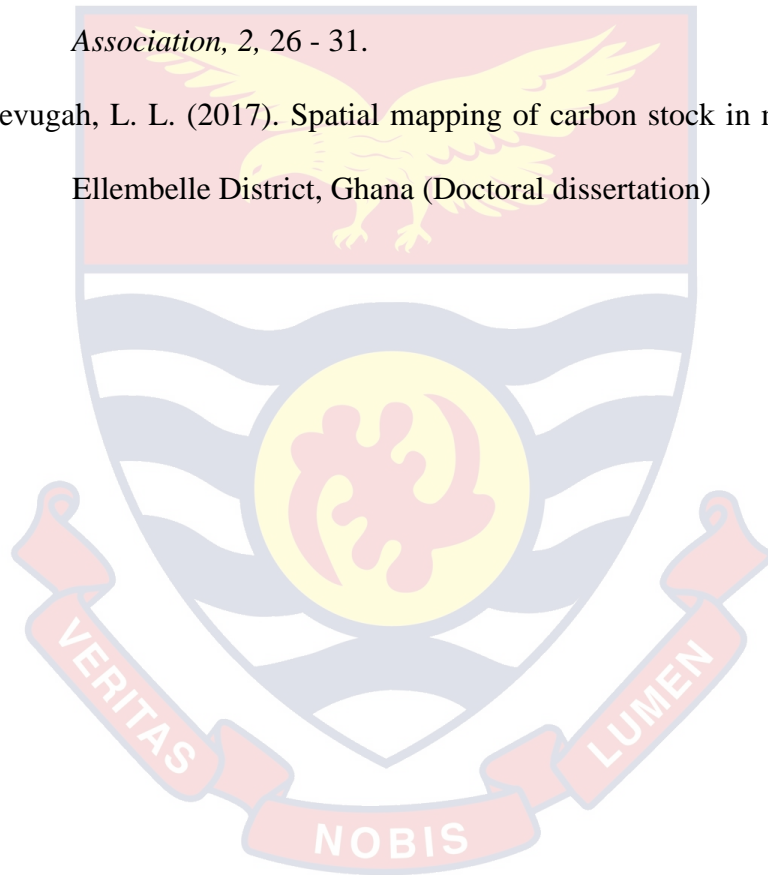 Association, 2, 26 - 31.
evugah, L. L. (2017). Spatial mapping of carbon stock in
Ellembelle District, Ghana (Doctoral dissertation)
VERITAS
NOBIS
LUMEN